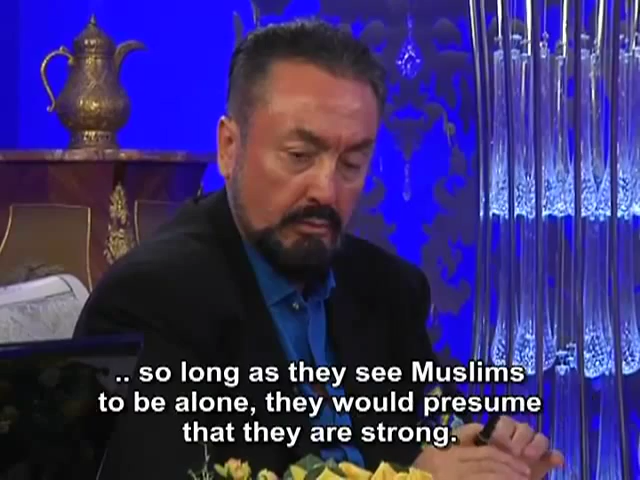 .. so long as they see Muslims
to be alone, they would presume
that they are strong.